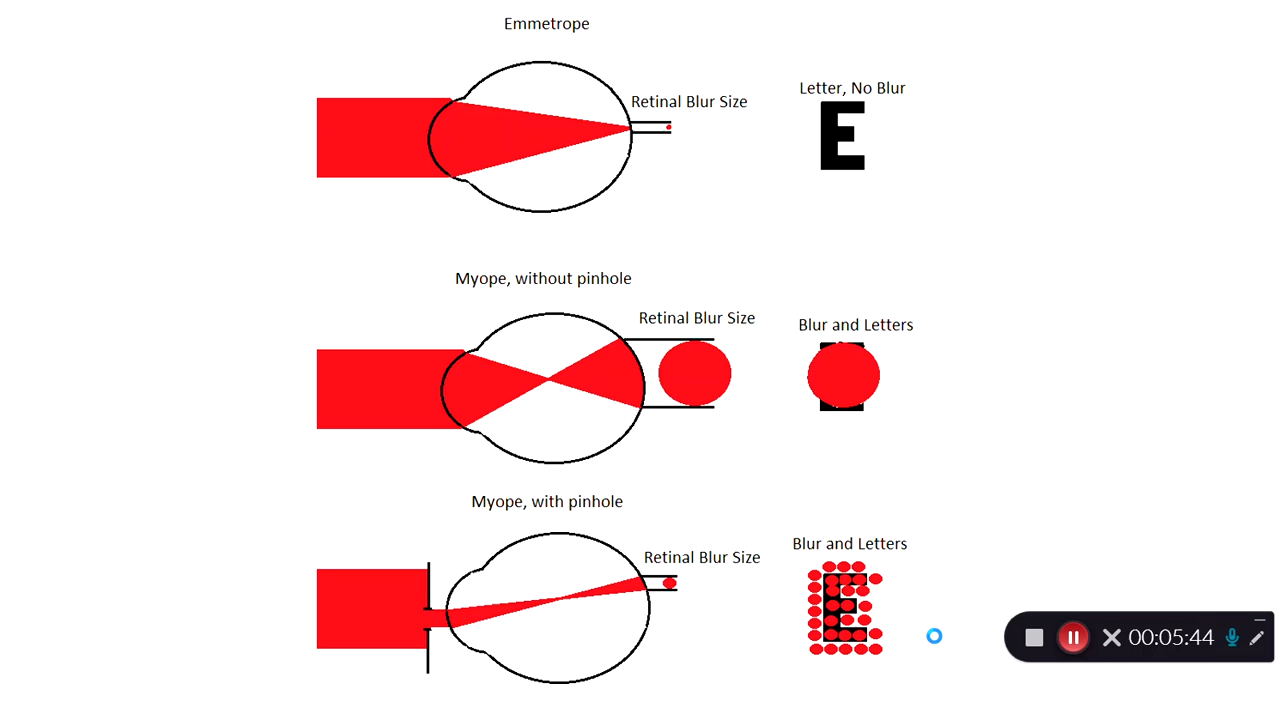 Emmetrope
Retinal Blur Size
Letter, No Blur
E
Myope, without pinhole
Retinal Blur Size
Blur and Letters
Myope, with pinhole
Retinal Blur Size
Blur and Letters
E
00:05:44